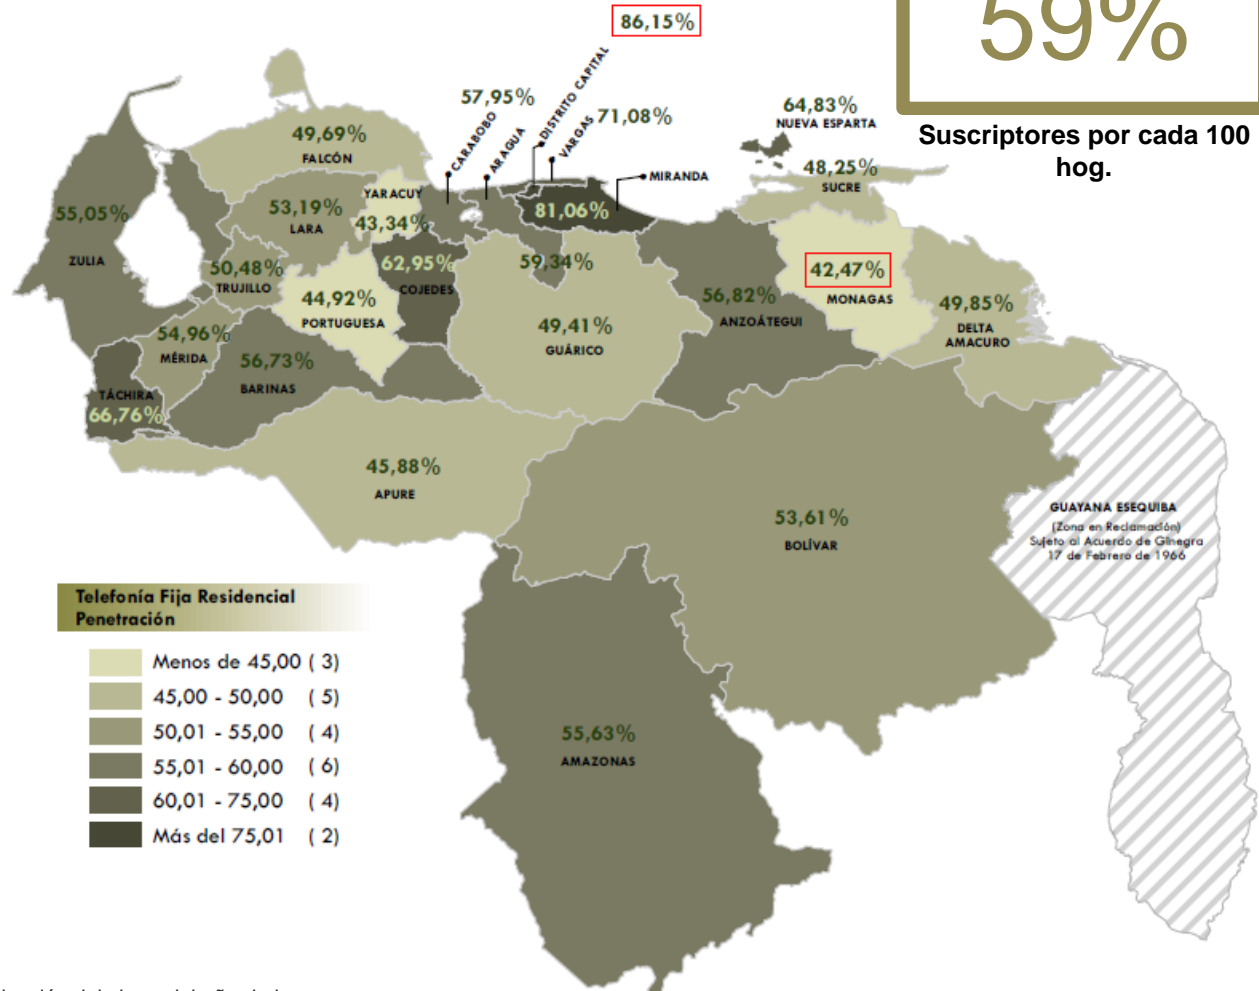 86,15%
59%
Suscriptores por cada 100
hog.
57,95%
CARABOBO
ARAGUA
DISTRITO CAPITAL
VARGAS
71,08%
64,83%
NUEVA ESPARTA
49,69%
FALCÓN
MIRANDA
48,25%
SUCRE
YARACUY
43,34%
55,05%
ZULIA
53,19%
LARA
81,06%
50,48%
TRUJILLO
62,95%
COJEDES
59,34%
42,47%
MONAGAS
44,92%
PORTUGUESA
56,82%
ANZOÁTEGUI
49,85%
DELTA
AMACURO
49,41%
GUÁRICO
54,96%
MÉRIDA
56,73%
BARINAS
TÁCHIRA
66,76%
45,88%
APURE
53,61%
BOLÍVAR
GUAYANA ESEQUIBA
(Zona en Reclamación)
Sujeto al Acuerdo de Ginegra
17 de Febrero de 1966
Telefonía Fija Residencial
Penetración
Menos de 45,00 ( 3)
45,00 - 50,00 ( 5)
50,01 - 55,00 ( 4)
55,01 - 60,00 ( 6)
60,01 - 75,00 ( 4)
Más del 75,01 ( 2)
55,63%
AMAZONAS